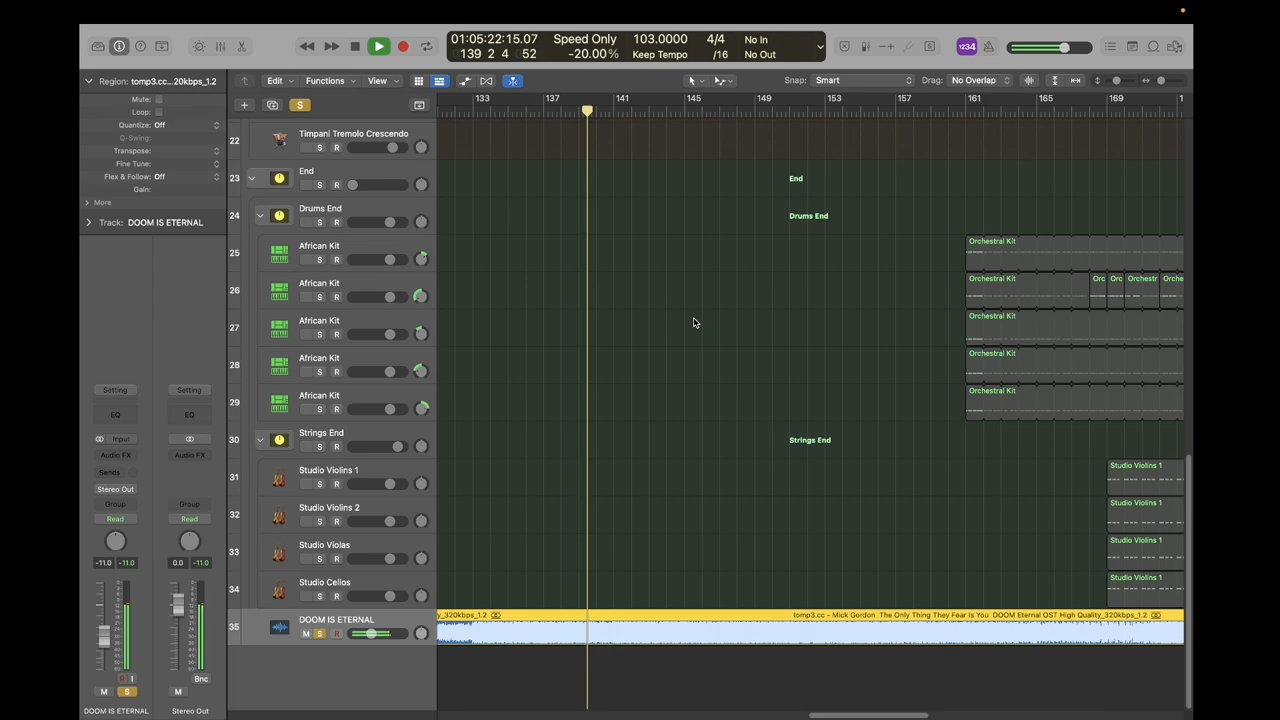 01:05:22:15.07
139 2 4 52
Speed Only
-20.00%
103.0000
Keep Tempo
4/4
/16
No In
No Out
1234
Region: tomp3.cc...20kbps_1.2
Edit
Functions
View
Snap: Smart
Drag: No Overlap
Mute:
Loop:
Quantize: Off
Q-Swing:
Transpose:
Fine Tune:
Flex & Follow: Off
Gain:
More
Track: DOOM IS ETERNAL
S
133
137
141
145
149
153
157
161
165
169
1
22
Timpani Tremolo Crescendo
S R
23
End
S R
End
24
Drums End
S R
Drums End
25
African Kit
S R
Orchestral Kit
26
African Kit
S R
Orchestral Kit
Orc
Orc
Orchestr
Orche
27
African Kit
S R
Orchestral Kit
28
African Kit
S R
Orchestral Kit
29
African Kit
S R
Orchestral Kit
30
Strings End
S R
Strings End
31
Studio Violins 1
S R
Studio Violins 1
32
Studio Violins 2
S R
Studio Violins 1
33
Studio Violas
S R
Studio Violins 1
34
Studio Cellos
S R
Studio Violins 1
35
DOOM IS ETERNAL
M S R
y_320kbps_1.2
tomp3.cc - Mick Gordon The Only Thing They Fear Is You DOOM Eternal OST High Quality_320kbps_1.2
Setting
Setting
EQ
EQ
Input
Audio FX
Audio FX
Sends
Stereo Out
Group
Group
Read
Read
-11.0 -11.0
0.0 -11.0
R I
Bnc
M S
M
DOOM IS ETERNAL
Stereo Out